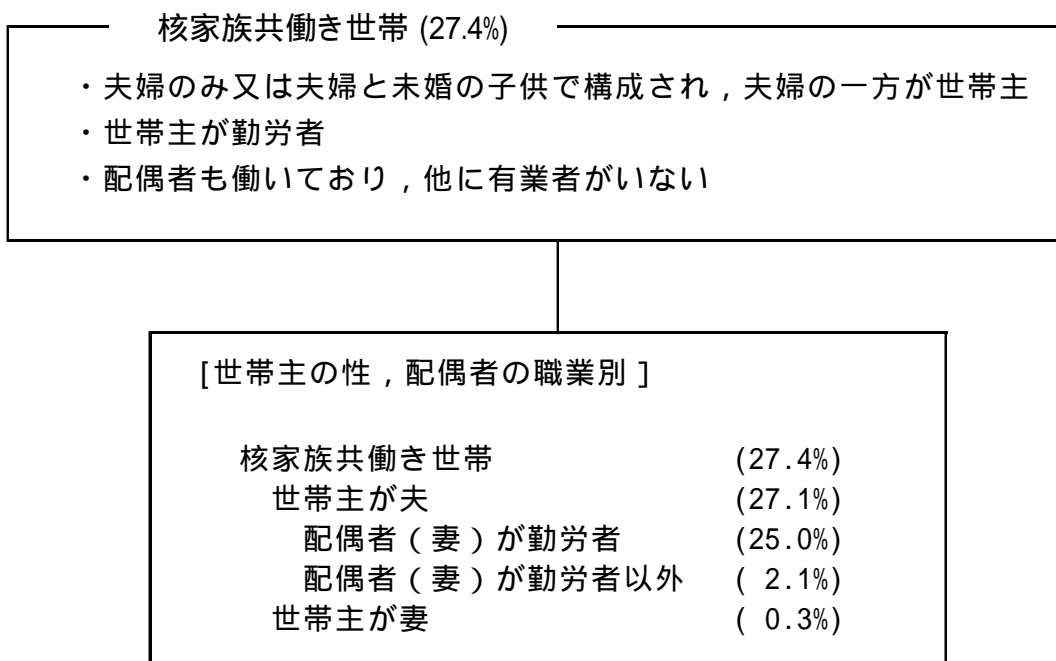 核家族共働き世帯 (27.4%)
・夫婦のみ又は夫婦と未婚の子供で構成され，夫婦の一方が世帯主
・世帯主が勤労者
・配偶者も働いており，他に有業者がいない
[世帯主の性，配偶者の職業別 ]
核家族共働き世帯 (27.4%)
世帯主が夫 (27.1%)
配偶者（妻）が勤労者 (25.0%)
配偶者（妻）が勤労者以外 ( 2.1%)
世帯主が妻 ( 0.3%)